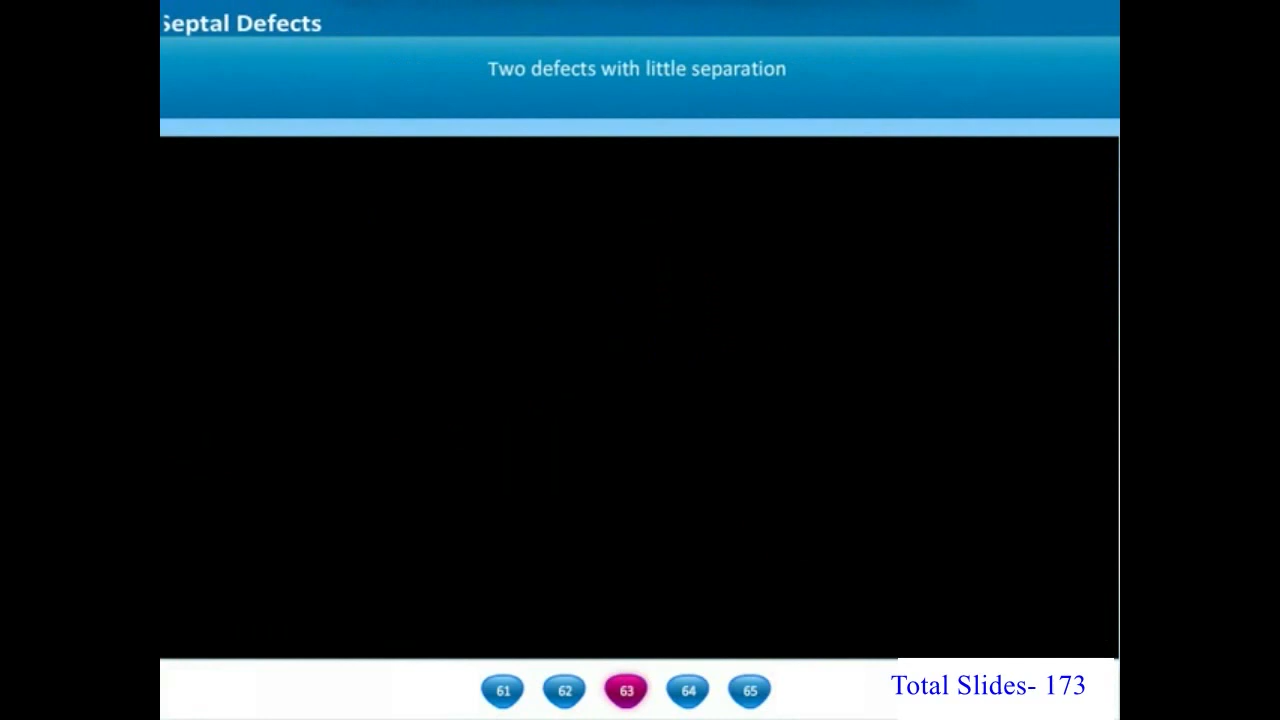 Septal Defects
Two defects with little separation
61 62 63 64 65
Total Slides- 173